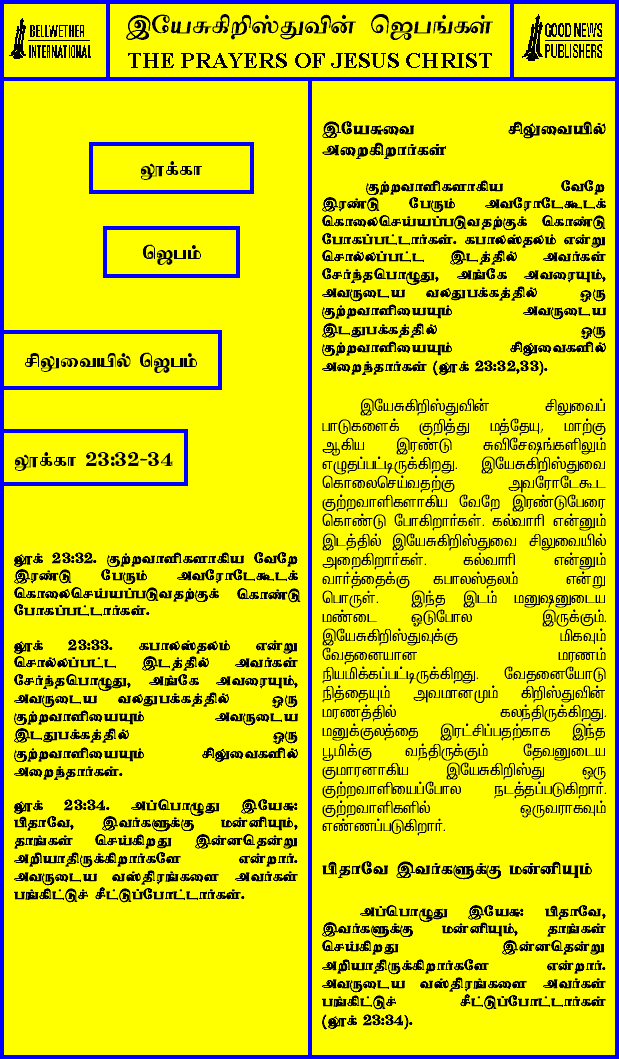 BELLWETHER
INTERNATIONAL
இயேசுகிறிஸ்துவின் ஜெபங்கள்
THE PRAYERS OF JESUS CHRIST
GOOD NEWS
PUBLISHERS
லூக்கா
ஜெபம்
சிலுவையில் ஜெபம்
லூக்கா 23:32-34
லூக் 23:32. குற்றவாளிகளாகிய வேறே
இரண்டு பேரும் அவரோடேகூடக்
கொலைசெய்யப்படுவதற்குக் கொண்டு
போகப்பட்டார்கள்.
லூக் 23:33. கபாலஸ்தலம் என்று
சொல்லப்பட்ட இடத்தில் அவர்கள்
சேர்ந்தபொழுது, அங்கே அவரையும்,
அவருடைய வலதுபக்கத்தில் ஒரு
குற்றவாளியையும் அவருடைய
இடதுபக்கத்தில் ஒரு
குற்றவாளியையும் சிலுவைகளில்
அறைந்தார்கள்.
லூக் 23:34. அப்பொழுது இயேசு:
பிதாவே, இவர்களுக்கு மன்னியும்,
தாங்கள் செய்கிறது இன்னதென்று
அறியாதிருக்கிறார்களே என்றார்.
அவருடைய வஸ்திரங்களை அவர்கள்
பங்கிட்டுச் சீட்டுப்போட்டார்கள்.
இயேசுவை சிலுவையில்
அறைகிறார்கள்
குற்றவாளிகளாகிய வேறே
இரண்டு பேரும் அவரோடேகூடக்
கொலைசெய்யப்படுவதற்குக் கொண்டு
போகப்பட்டார்கள். கபாலஸ்தலம் என்று
சொல்லப்பட்ட இடத்தில் அவர்கள்
சேர்ந்தபொழுது, அங்கே அவரையும்,
அவருடைய வலதுபக்கத்தில் ஒரு
குற்றவாளியையும் அவருடைய
இடதுபக்கத்தில் ஒரு
குற்றவாளியையும் சிலுவைகளில்
அறைந்தார்கள் (லூக் 23:32,33).
இயேசுகிறிஸ்துவின் சிலுவைப்
பாடுகளைக் குறித்து மத்தேயு, மாற்கு
ஆகிய இரண்டு சுவிசேஷங்களிலும்
எழுதப்பட்டிருக்கிறது. இயேசுகிறிஸ்துவை
கொலைசெய்வதற்கு அவரோடேகூட
குற்றவாளிகளாகிய வேறே இரண்டுபேரை
கொண்டு போகிறார்கள். கல்வாரி என்னும்
இடத்தில் இயேசுகிறிஸ்துவை சிலுவையில்
அறைகிறார்கள். கல்வாரி என்னும்
வார்த்தைக்கு கபாலஸ்தலம் என்று
பொருள். இந்த இடம் மனுஷனுடைய
மண்டை ஓடுபோல இருக்கும்.
இயேசுகிறிஸ்துவுக்கு மிகவும்
வேதனையான மரணம்
நியமிக்கப்பட்டிருக்கிறது. வேதனையோடு
நித்தையும் அவமானமும் கிறிஸ்துவின்
மரணத்தில் கலந்திருக்கிறது.
மனுக்குலத்தை இரட்சிப்பதற்காக இந்த
பூமிக்கு வந்திருக்கும் தேவனுடைய
குமாரனாகிய இயேசுகிறிஸ்து ஒரு
குற்றவாளியைப்போல நடத்தப்படுகிறார்.
குற்றவாளிகளில் ஒருவராகவும்
எண்ணப்படுகிறார்.
பிதாவே இவர்களுக்கு மன்னியும்
அப்பொழுது இயேசு: பிதாவே,
இவர்களுக்கு மன்னியும், தாங்கள்
செய்கிறது இன்னதென்று
அறியாதிருக்கிறார்களே என்றார்.
அவருடைய வஸ்திரங்களை அவர்கள்
பங்கிட்டுச் சீட்டுப்போட்டார்கள்
(லூக் 23:34).